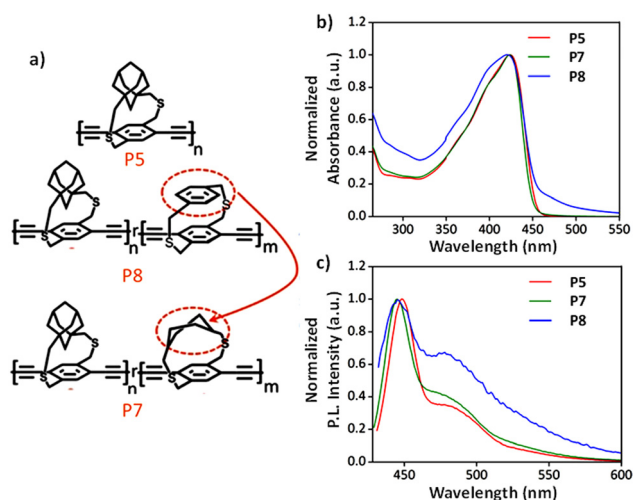 a)
S
S
n
P5
S
S
n
r
S
S
m
P8
S
S
n
r
S
S
m
P7
b)
Normalized
Absorbance (a.u.)
1.0
0.8
0.6
0.4
0.2
0.0
300 350 400 450 500 550
Wavelength (nm)
P5
P7
P8
c)
Normalized
P.L. Intensity (a.u.)
1.2
1.0
0.8
0.6
0.4
0.2
0.0
450 500 550 600
Wavelength (nm)
P5
P7
P8